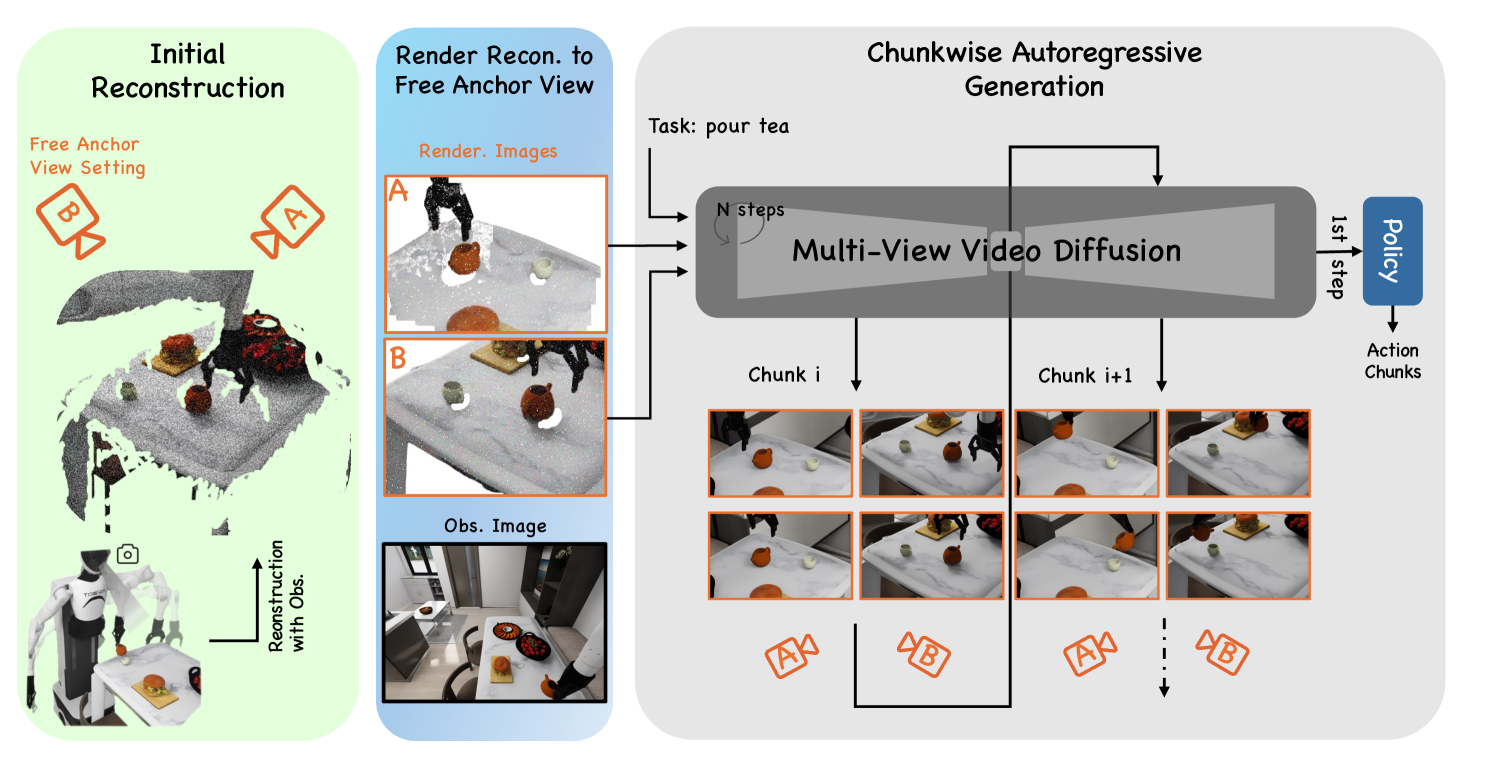 Initial
Reconstruction
Free Anchor
View Setting
B
A
Reonstruction
with Obs.
Render Recon. to
Free Anchor View
Render. Images
A
B
Obs. Image
Chunkwise Autoregressive
Generation
Task: pour tea
N steps
Multi-View Video Diffusion
1st step
Policy
Action
Chunks
Chunk i
Chunk i+1
A
B
A
B